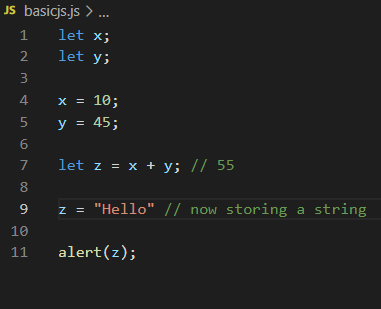 JS basicjs.js > ...
1 let x;
2 let y;
3
4 x = 10;
5 y = 45;
6
7 let z = x + y; // 55
8
9 z = "Hello" // now storing a string
10
11 alert(z);